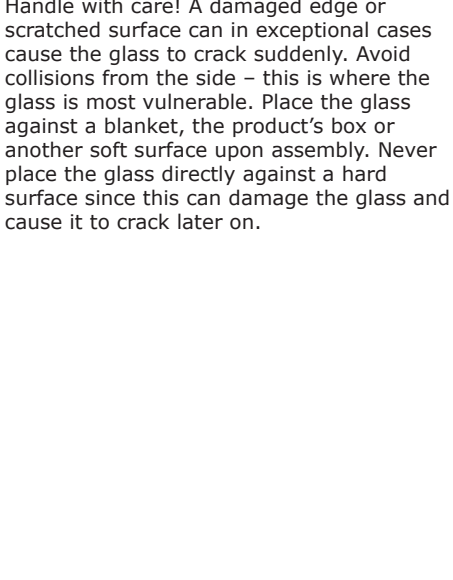 Handle with care! A damaged edge or
scratched surface can in exceptional cases
cause the glass to crack suddenly. Avoid
collisions from the side – this is where the
glass is most vulnerable. Place the glass
against a blanket, the product’s box or
another soft surface upon assembly. Never
place the glass directly against a hard
surface since this can damage the glass and
cause it to crack later on.